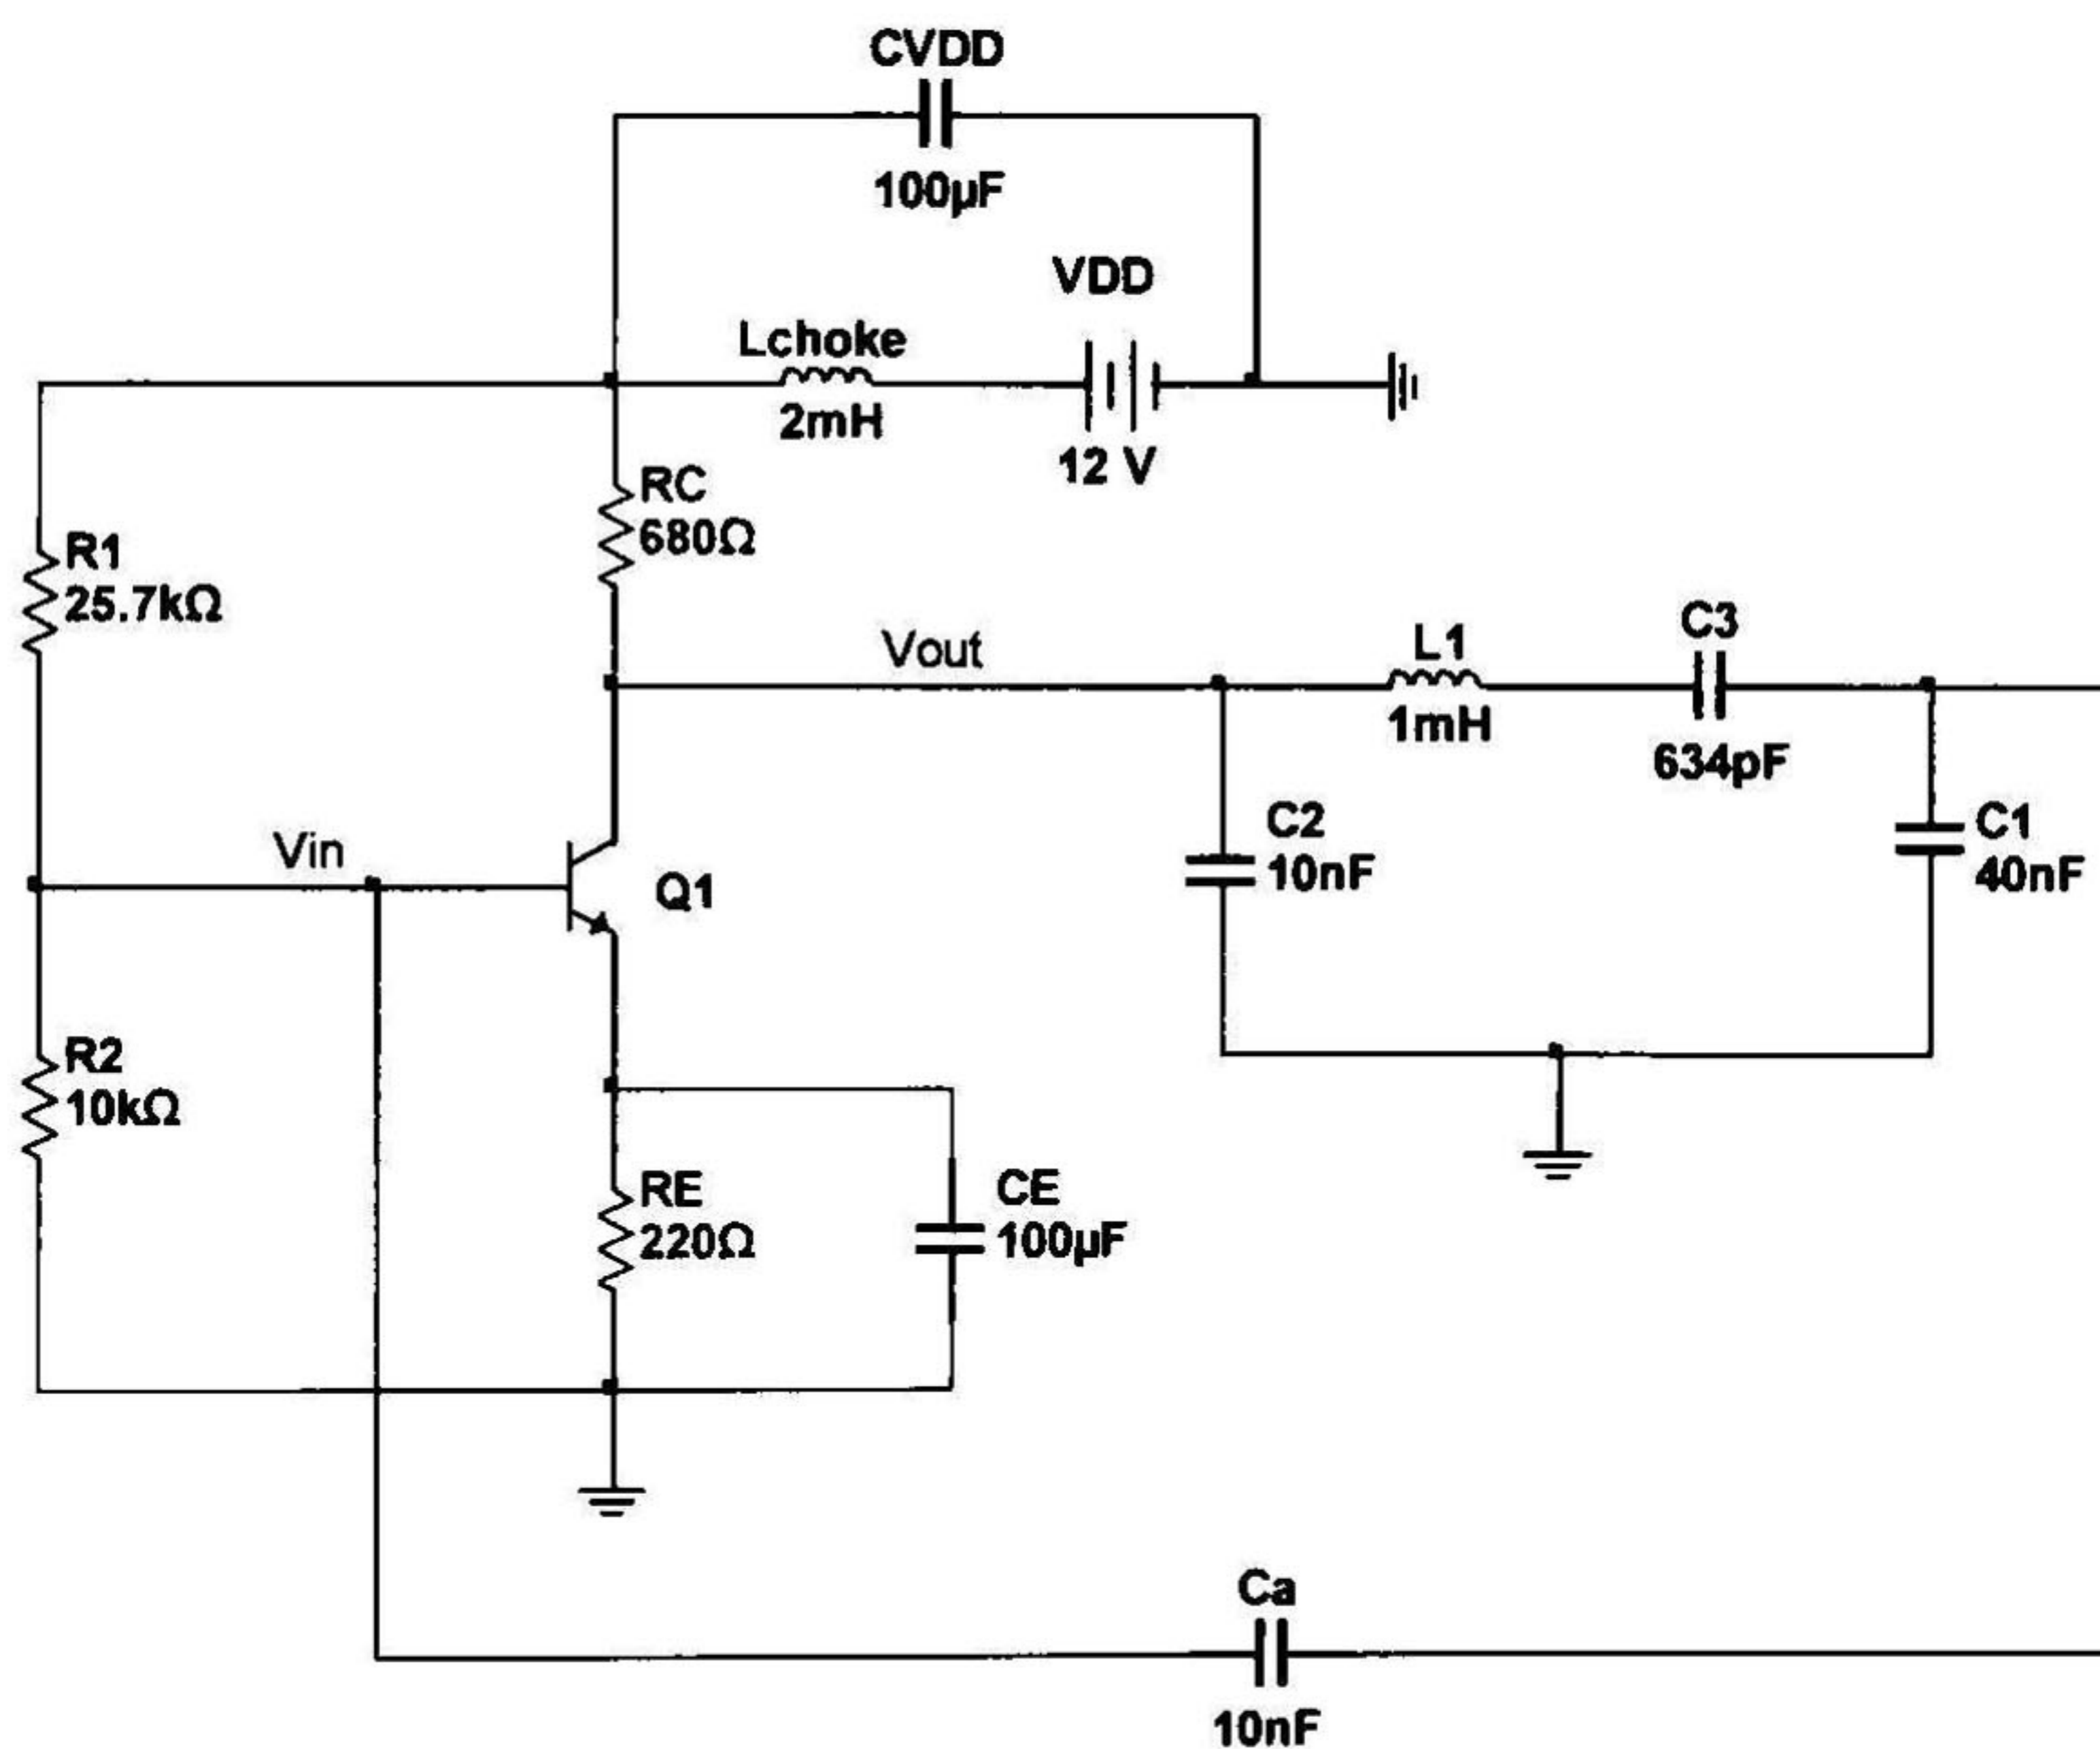 CVDD
100µF
VDD
Lchoke
2mH
12 V
RC
680Ω
R1
25.7kΩ
Vout
L1
1mH
C3
634pF
Vin
Q1
C2
10nF
C1
40nF
R2
10kΩ
RE
220Ω
CE
100µF
Ca
10nF